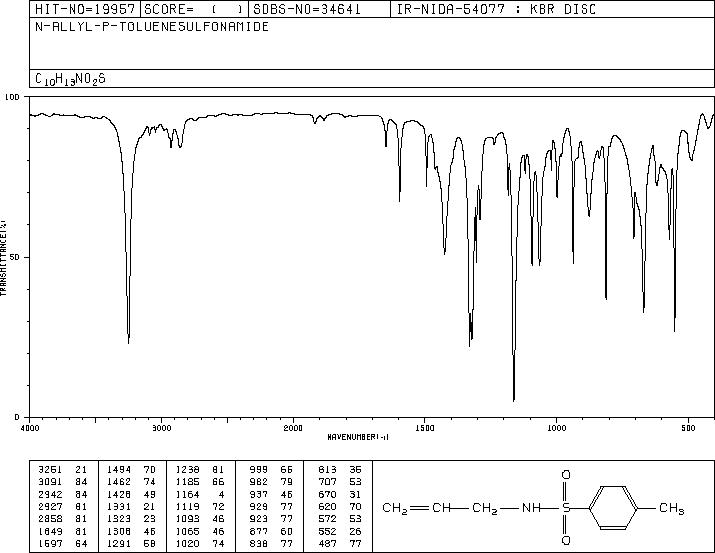 HIT-NO=19957 SCORE= ( ) SDBS-NO=34641 IR-NIDA-54077 : KBR DISC
N-ALLYL-P-TOLUENESULFONAMIDE
C10H13NO2S
100
50
0
TRANSMITTANCE(%)
4000 3000 2000 1500 1000 500
WAVENUMBER(-1)
3261 21 1494 70 1238 81 999 66 813 36
3091 84 1462 74 1185 66 982 79 707 53
2942 84 1428 49 1164 4 937 46 670 31
2927 81 1331 21 1119 72 929 77 620 70
2858 81 1323 23 1093 46 923 77 572 53
1649 81 1308 46 1065 46 877 60 552 26
1597 64 1291 58 1020 74 838 77 487 77
O
CH2 CH CH2 NH S CH3
O